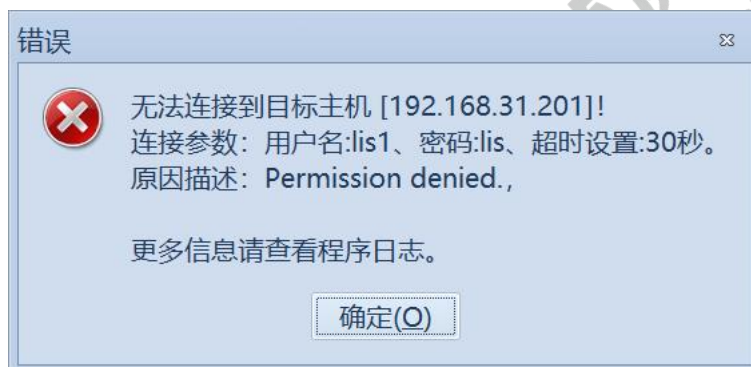 错误
无法连接到目标主机 [192.168.31.201]!
连接参数：用户名:lis1、密码:lis、超时设置:30秒。
原因描述：Permission denied.,
更多信息请查看程序日志。
确定(O)